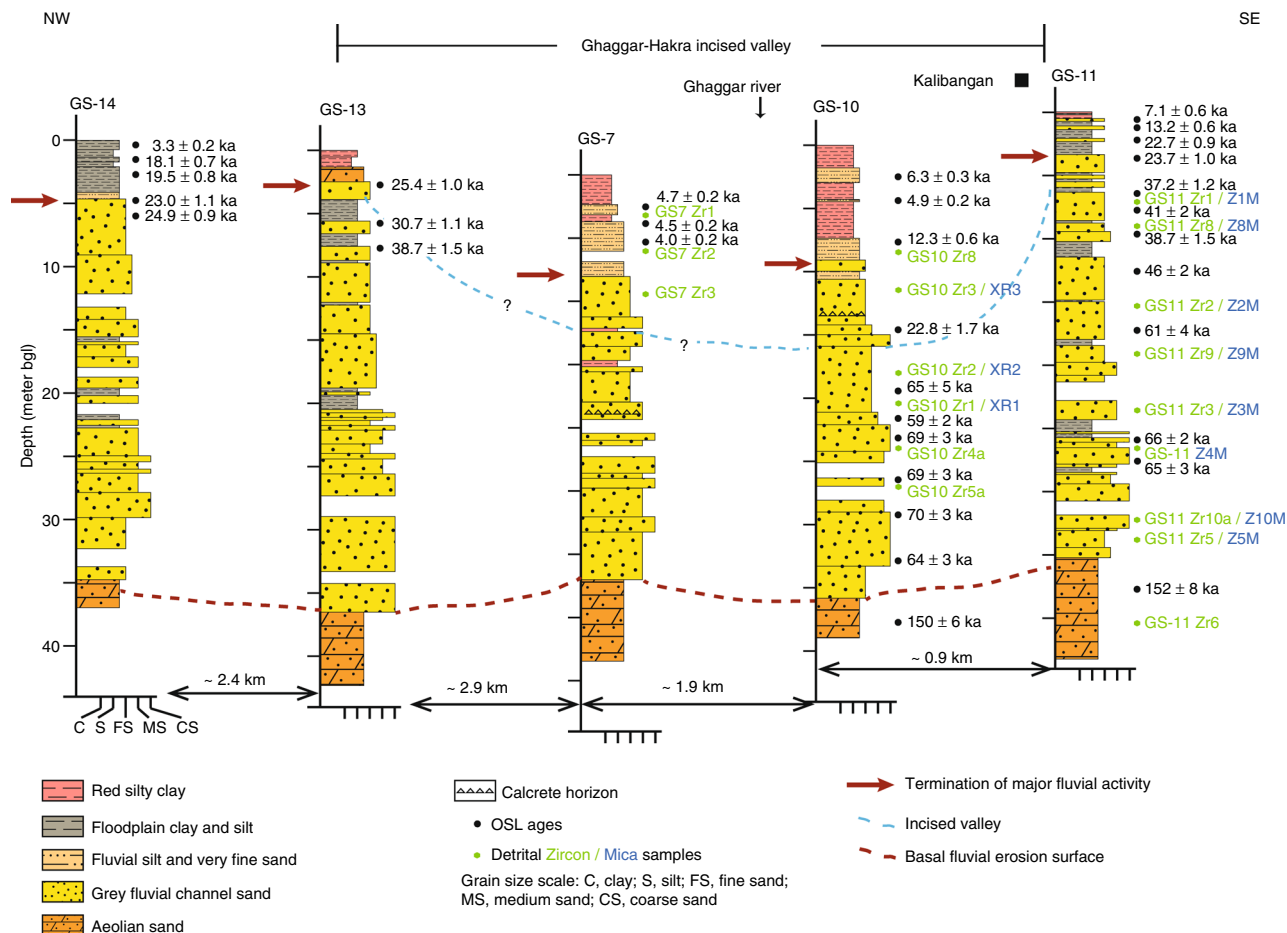 NW
SE
Ghaggar-Hakra incised valley
Ghaggar river
Kalibangan
GS-14
GS-13
GS-7
GS-10
GS-11
Depth (meter bgl)
0
10
20
30
40
3.3 ± 0.2 ka
18.1 ± 0.7 ka
19.5 ± 0.8 ka
23.0 ± 1.1 ka
24.9 ± 0.9 ka
25.4 ± 1.0 ka
30.7 ± 1.1 ka
38.7 ± 1.5 ka
?
?
4.7 ± 0.2 ka
GS7 Zr1
4.5 ± 0.2 ka
4.0 ± 0.2 ka
GS7 Zr2
GS7 Zr3
6.3 ± 0.3 ka
4.9 ± 0.2 ka
12.3 ± 0.6 ka
GS10 Zr8
GS10 Zr3 / XR3
22.8 ± 1.7 ka
GS10 Zr2 / XR2
65 ± 5 ka
GS10 Zr1 / XR1
59 ± 2 ka
69 ± 3 ka
GS10 Zr4a
69 ± 3 ka
GS10 Zr5a
70 ± 3 ka
64 ± 3 ka
150 ± 6 ka
7.1 ± 0.6 ka
13.2 ± 0.6 ka
22.7 ± 0.9 ka
23.7 ± 1.0 ka
37.2 ± 1.2 ka
GS11 Zr1 / Z1M
41 ± 2 ka
GS11 Zr8 / Z8M
38.7 ± 1.5 ka
46 ± 2 ka
GS11 Zr2 / Z2M
61 ± 4 ka
GS11 Zr9 / Z9M
GS11 Zr3 / Z3M
66 ± 2 ka
GS-11 Z4M
65 ± 3 ka
GS11 Zr10a / Z10M
GS11 Zr5 / Z5M
152 ± 8 ka
GS-11 Zr6
~ 2.4 km
~ 2.9 km
~ 1.9 km
~ 0.9 km
C S FS MS CS
Red silty clay
Floodplain clay and silt
Fluvial silt and very fine sand
Grey fluvial channel sand
Aeolian sand
Calcrete horizon
OSL ages
Detrital Zircon / Mica samples
Grain size scale: C, clay; S, silt; FS, fine sand;
MS, medium sand; CS, coarse sand
Termination of major fluvial activity
Incised valley
Basal fluvial erosion surface